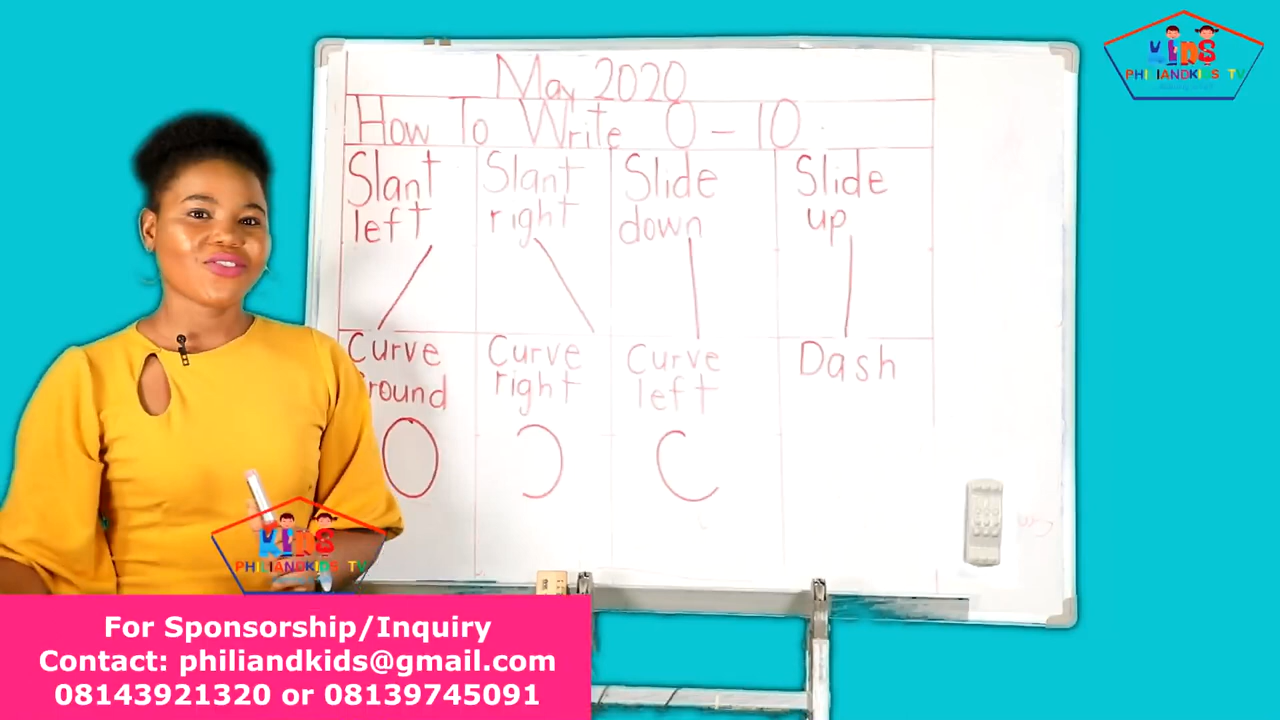 May 2020
How To Write 0 - 10
Slant left
Slant right
Slide down
Slide up
Curve
round
Curve right
Curve left
Dash
KIDS
PHILIANDKIDS TV
KIDS
PHILIANDKIDS TV
For Sponsorship/Inquiry
Contact: philiandkids@gmail.com
08143921320 or 08139745091